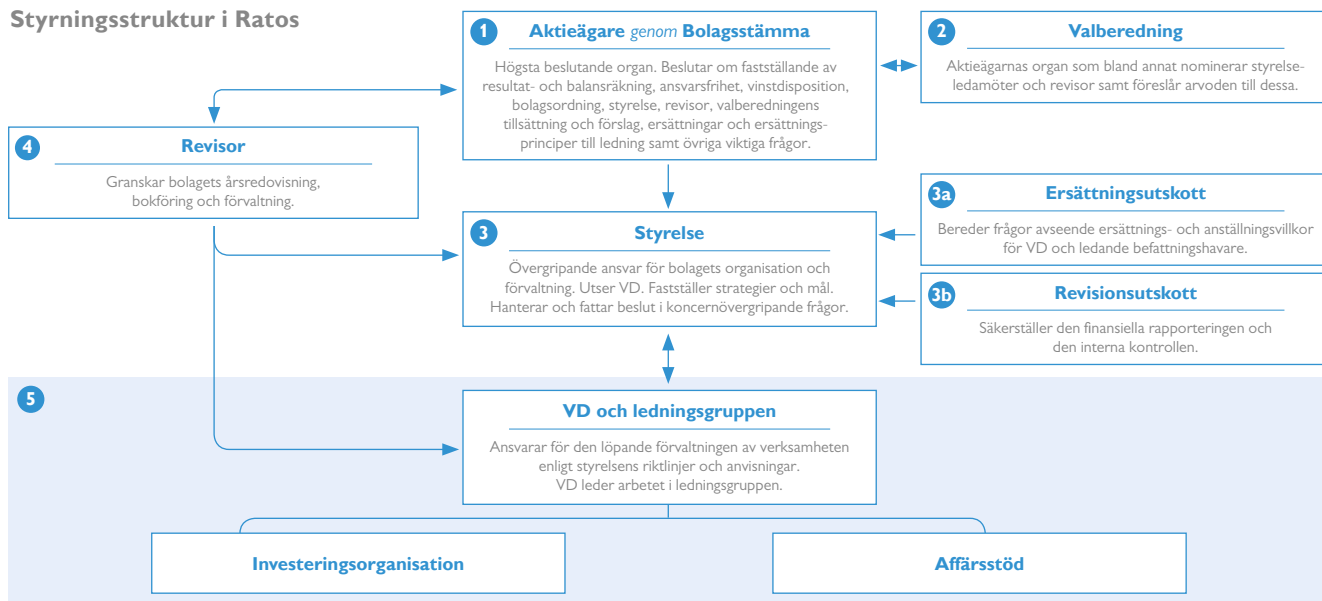 Styrningsstruktur i Ratos
1
Aktieägare genom Bolagsstämma
Högsta beslutande organ. Beslutar om fastställande av
resultat- och balansräkning, ansvarsfrihet, vinstdisposition,
bolagsordning, styrelse, revisor, valberedningens
tillsättning och förslag, ersättningar och ersättnings-
principer till ledning samt övriga viktiga frågor.
2
Valberedning
Aktieägarnas organ som bland annat nominerar styrelse-
ledamöter och revisor samt föreslår arvoden till dessa.
4
Revisor
Granskar bolagets årsredovisning,
bokföring och förvaltning.
3
Styrelse
Övergripande ansvar för bolagets organisation och
förvaltning. Utser VD. Fastställer strategier och mål.
Hanterar och fattar beslut i koncernövergripande frågor.
3a
Ersättningsutskott
Bereder frågor avseende ersättnings- och anställningsvillkor
för VD och ledande befattningshavare.
3b
Revisionsutskott
Säkerställer den finansiella rapporteringen och
den interna kontrollen.
5
VD och ledningsgruppen
Ansvarar för den löpande förvaltningen av verksamheten
enligt styrelsens riktlinjer och anvisningar.
VD leder arbetet i ledningsgruppen.
Investeringsorganisation
Affärsstöd